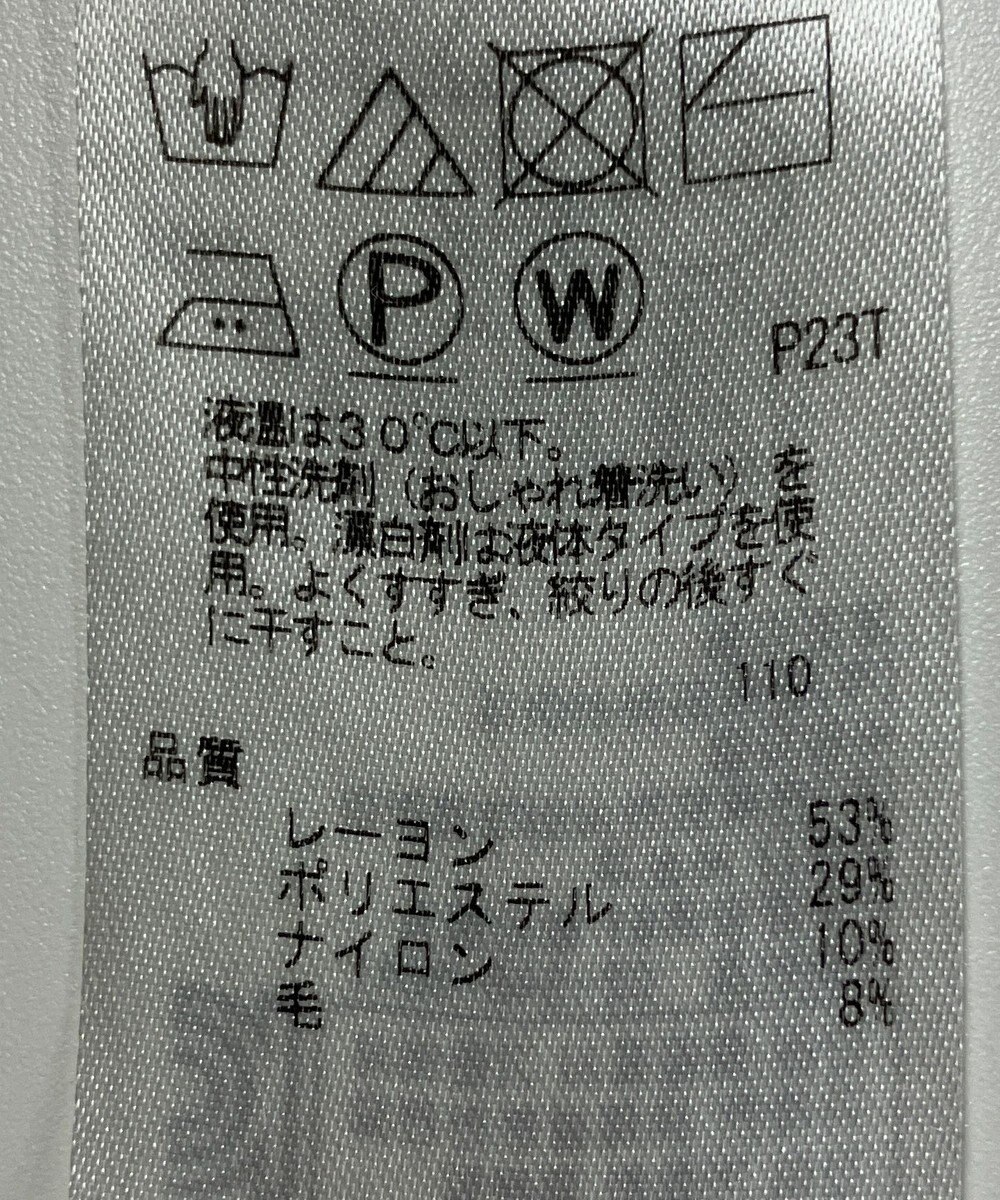 P
W
P23T
液温は30℃以下。
中性洗剤(おしゃれ着洗い)を
使用。漂白剤は液体タイプを使
用。よくすすぎ、絞りの後すぐ
に干すこと。
110
品質
レーヨン 53%
ポリエステル 29%
ナイロン 10%
毛 8%